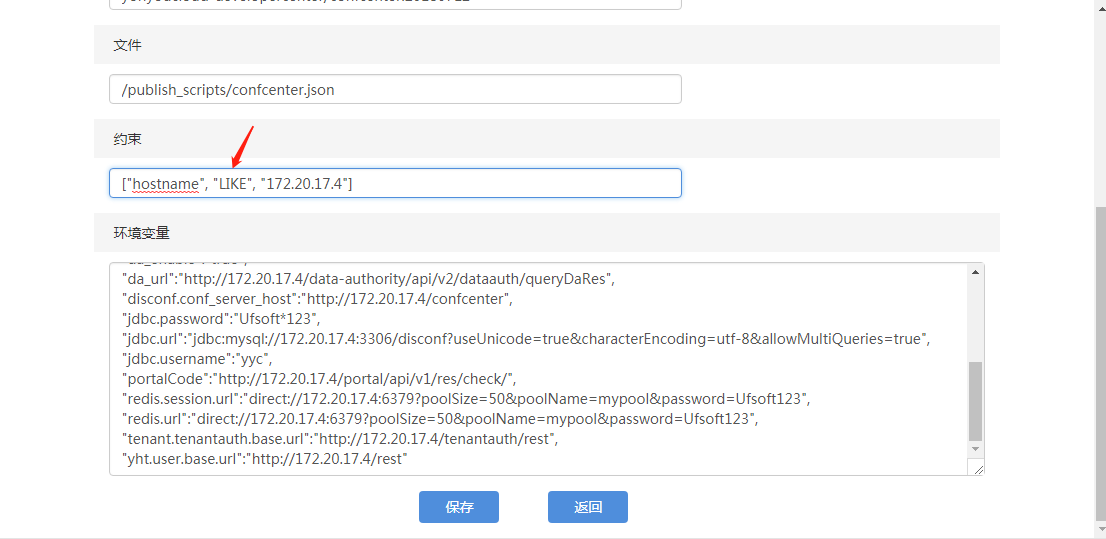 文件
/publish_scripts/confcenter.json
约束
["hostname", "LIKE", "172.20.17.4"]
环境变量
"da_url":"http://172.20.17.4/data-authority/api/v2/dataauth/queryDaRes",
"disconf.conf_server_host":"http://172.20.17.4/confcenter",
"jdbc.password":"Ufsoft*123",
"jdbc.url":"jdbc:mysql://172.20.17.4:3306/disconf?useUnicode=true&characterEncoding=utf-8&allowMultiQueries=true",
"jdbc.username":"yyc",
"portalCode":"http://172.20.17.4/portal/api/v1/res/check/",
"redis.session.url":"direct://172.20.17.4:6379?poolSize=50&poolName=mypool&password=Ufsoft123",
"redis.url":"direct://172.20.17.4:6379?poolSize=50&poolName=mypool&password=Ufsoft123",
"tenant.tenantauth.base.url":"http://172.20.17.4/tenantauth/rest",
"yht.user.base.url":"http://172.20.17.4/rest"
保存 返回